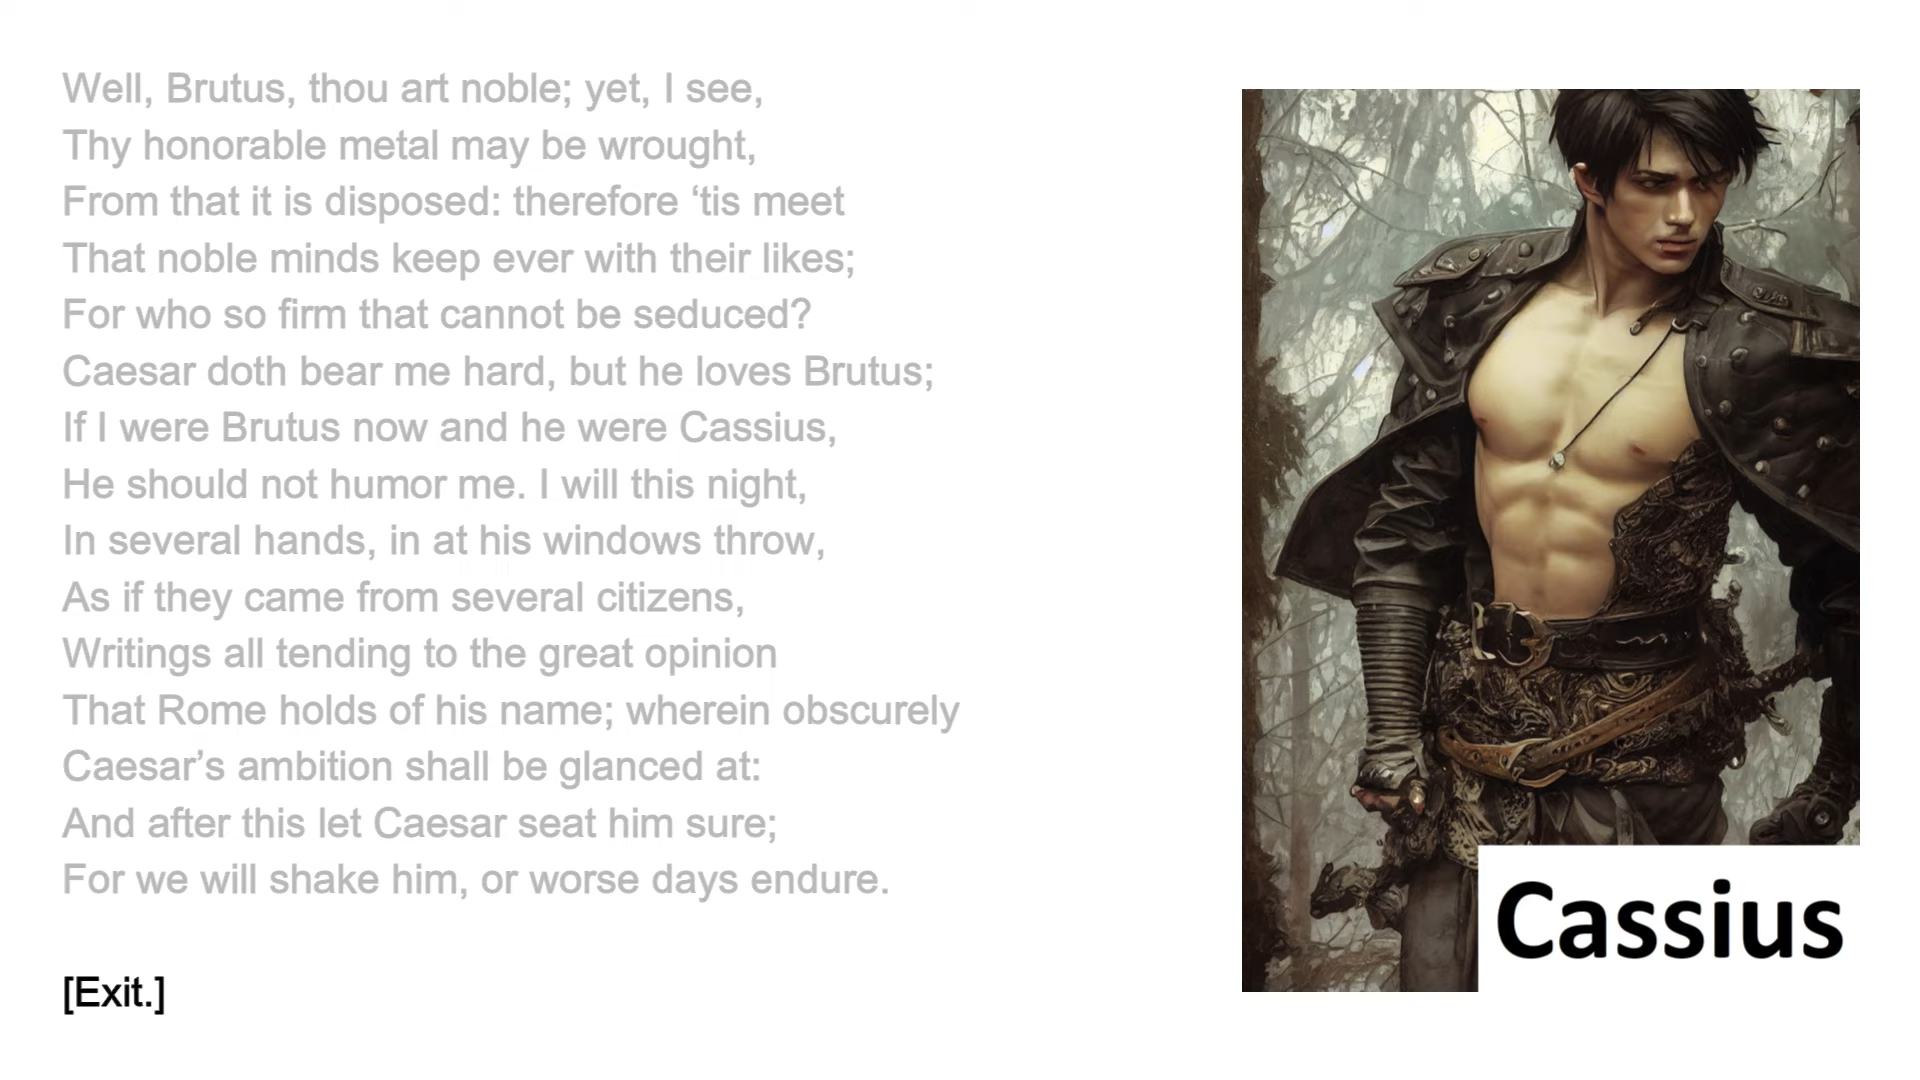 Well, Brutus, thou art noble; yet, I see,
Thy honorable metal may be wrought,
From that it is disposed: therefore ‘tis meet
That noble minds keep ever with their likes;
For who so firm that cannot be seduced?
Caesar doth bear me hard, but he loves Brutus;
If I were Brutus now and he were Cassius,
He should not humor me. I will this night,
In several hands, in at his windows throw,
As if they came from several citizens,
Writings all tending to the great opinion
That Rome holds of his name; wherein obscurely
Caesar’s ambition shall be glanced at:
And after this let Caesar seat him sure;
For we will shake him, or worse days endure.
[Exit.]
Cassius